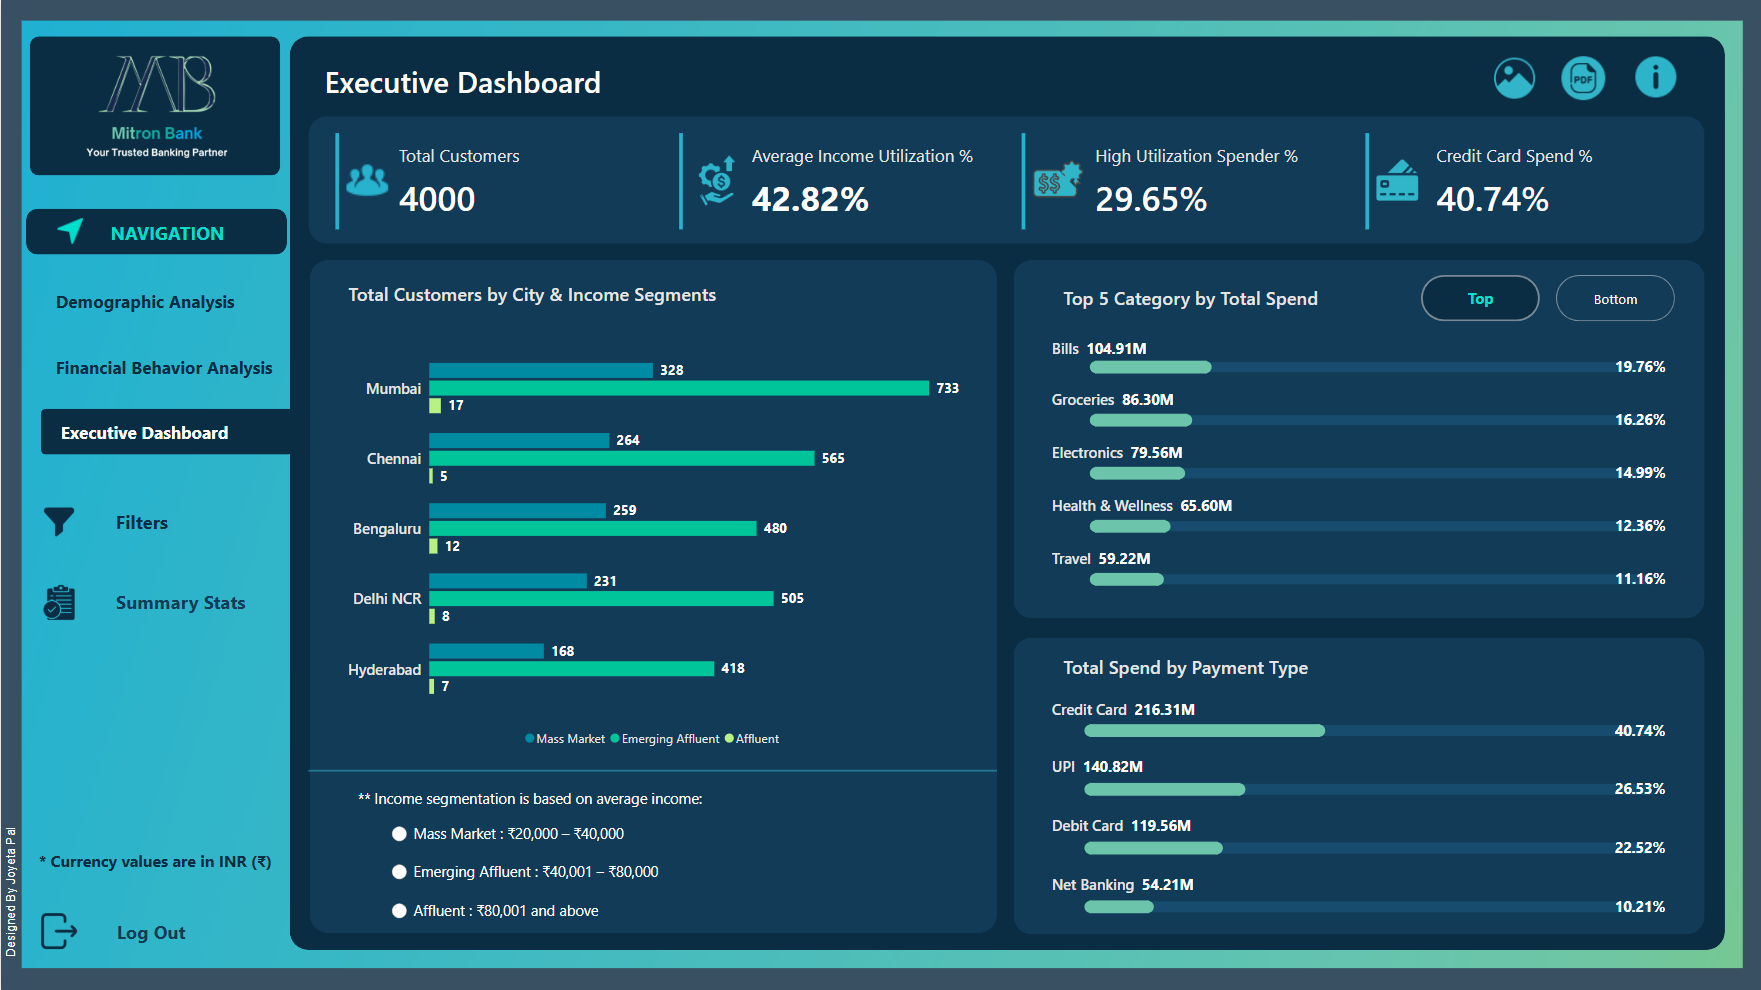 MB
Mitron Bank
Your Trusted Banking Partner
NAVIGATION
Demographic Analysis
Financial Behavior Analysis
Executive Dashboard
Filters
Summary Stats
* Currency values are in INR (₹)
Log Out
Designed By Joyeta Pal
Executive Dashboard
PDF
i
Total Customers
4000
Average Income Utilization %
42.82%
High Utilization Spender %
29.65%
Credit Card Spend %
40.74%
Total Customers by City & Income Segments
Mumbai 328 733 17
Chennai 264 565 5
Bengaluru 259 480 12
Delhi NCR 231 505 8
Hyderabad 168 418 7
Mass Market Emerging Affluent Affluent
** Income segmentation is based on average income:
Mass Market : ₹20,000 – ₹40,000
Emerging Affluent : ₹40,001 – ₹80,000
Affluent : ₹80,001 and above
Top 5 Category by Total Spend
Top Bottom
Bills 104.91M
19.76%
Groceries 86.30M
16.26%
Electronics 79.56M
14.99%
Health & Wellness 65.60M
12.36%
Travel 59.22M
11.16%
Total Spend by Payment Type
Credit Card 216.31M
40.74%
UPI 140.82M
26.53%
Debit Card 119.56M
22.52%
Net Banking 54.21M
10.21%